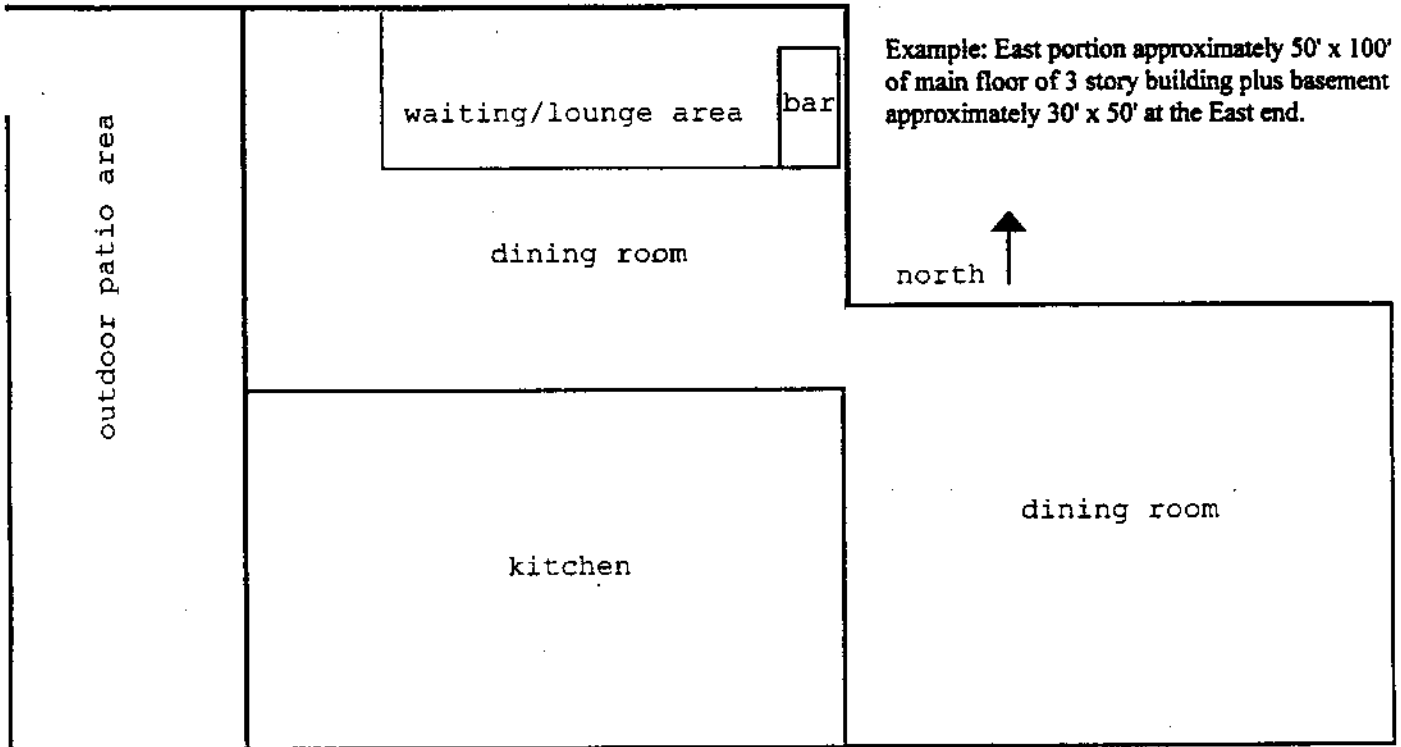 Example: East portion approximately 50' x 100'
of main floor of 3 story building plus basement
approximately 30' x 50' at the East end.
waiting/lounge area
bar
outdoor patio area
dining room
north
dining room
kitchen